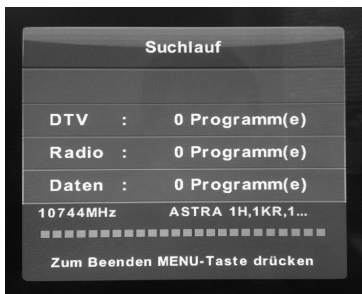 Suchlauf
DTV : 0 Programm(e)
Radio : 0 Programm(e)
Daten : 0 Programm(e)
10744MHz ASTRA 1H,1KR,1...
Zum Beenden MENU-Taste drücken